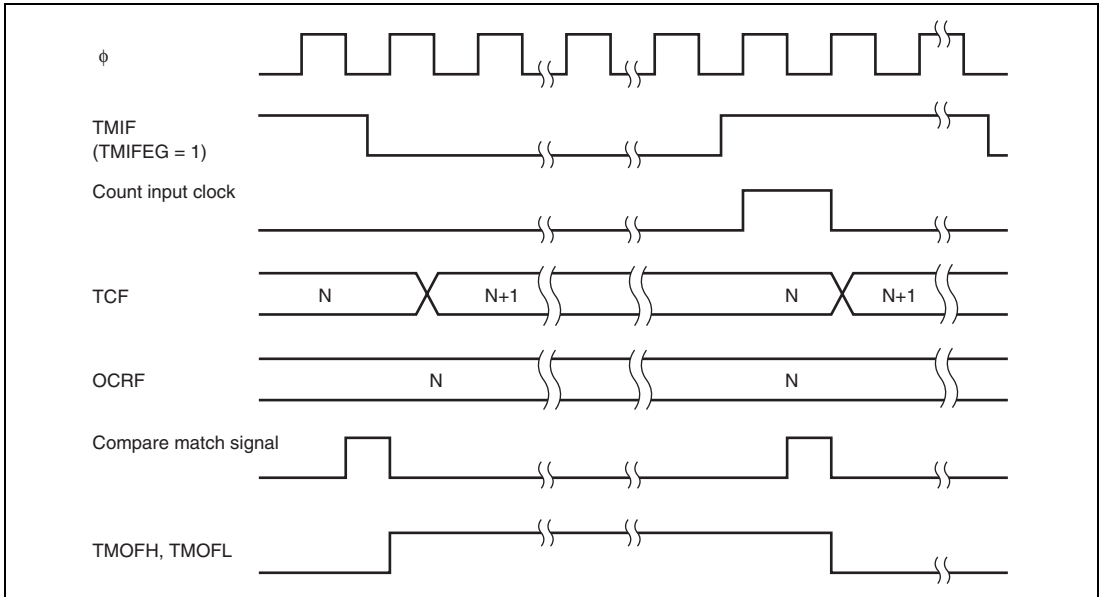 ϕ
TMIF
(TMIFEG = 1)
Count input clock
TCF
N
N+1
N
N+1
OCRF
N
N
Compare match signal
TMOFH, TMOFL